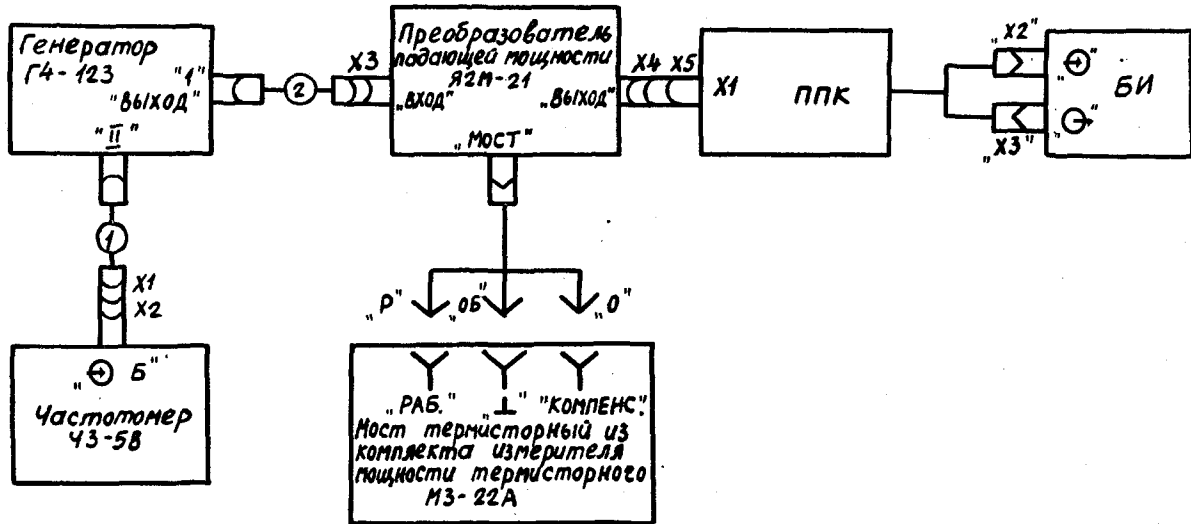 Генератор
Г4-123
"1"
"ВЫХОД"
"II"
2
X3
Преобразователь
падающей мощности
Я2М-21
„ВХОД"
„ВЫХОД"
„МОСТ"
X4 X5
X1
ППК
„X2"
„X3"
БИ
1
X1
X2
„ Б"
Частотомер
Ч3-58
„Р"
„ОБ"
„О"
„РАБ."
„⊥"
"КОМПЕНС".
Мост термисторный из
комплекта измерителя
мощности термисторного
М3-22А